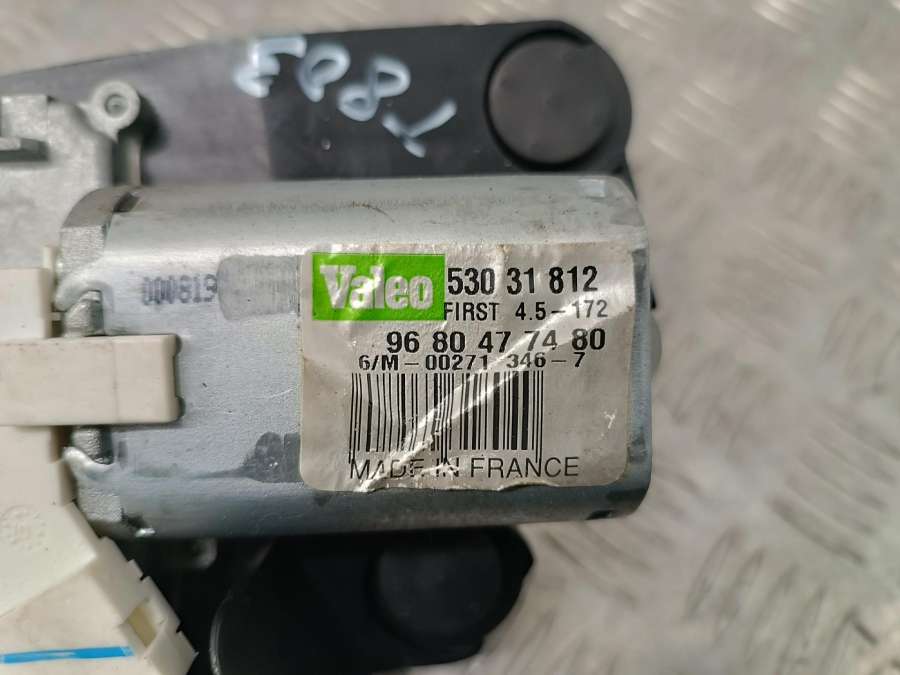 000819
Valeo 530 31 812
FIRST 4.5-172
96 80 47 74 80
6/M-00271 346-7
MADE IN FRANCE